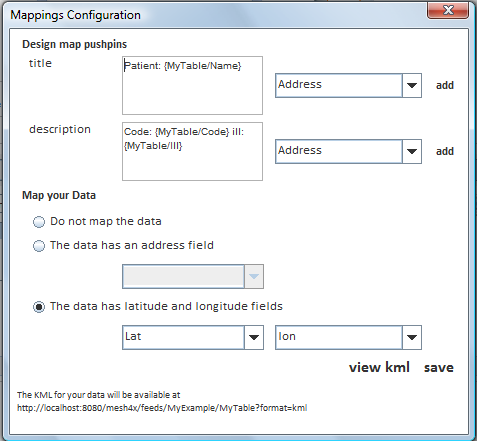 Mappings Configuration
Design map pushpins
title
Patient: {MyTable/Name}
Address
add
description
Code: {MyTable/Code} ill:
{MyTable/Ill}
Address
add
Map your Data
Do not map the data
The data has an address field
The data has latitude and longitude fields
Lat
lon
view kml save
The KML for your data will be available at
http://localhost:8080/mesh4x/feeds/MyExample/MyTable?format=kml